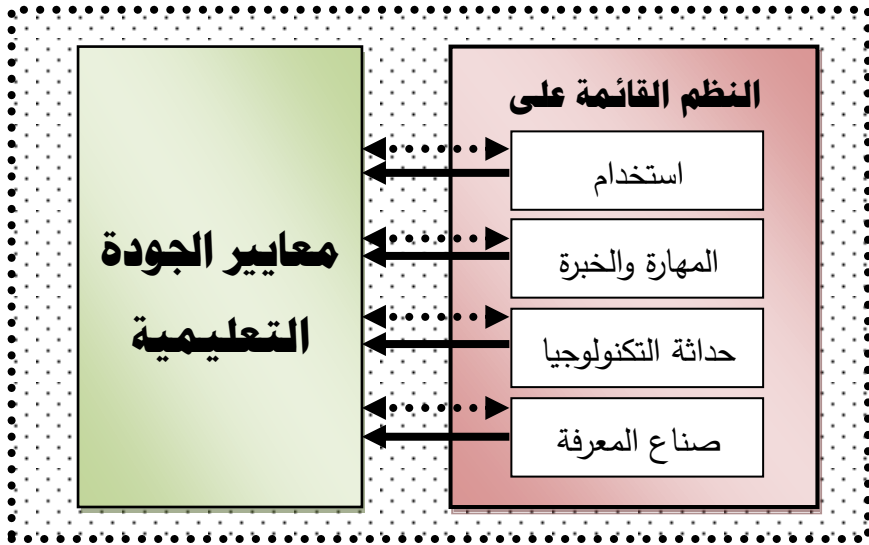 النظم القائمة على
استخدام
المهارة والخبرة
حداثة التكنولوجيا
صناع المعرفة
معايير الجودة
التعليمية